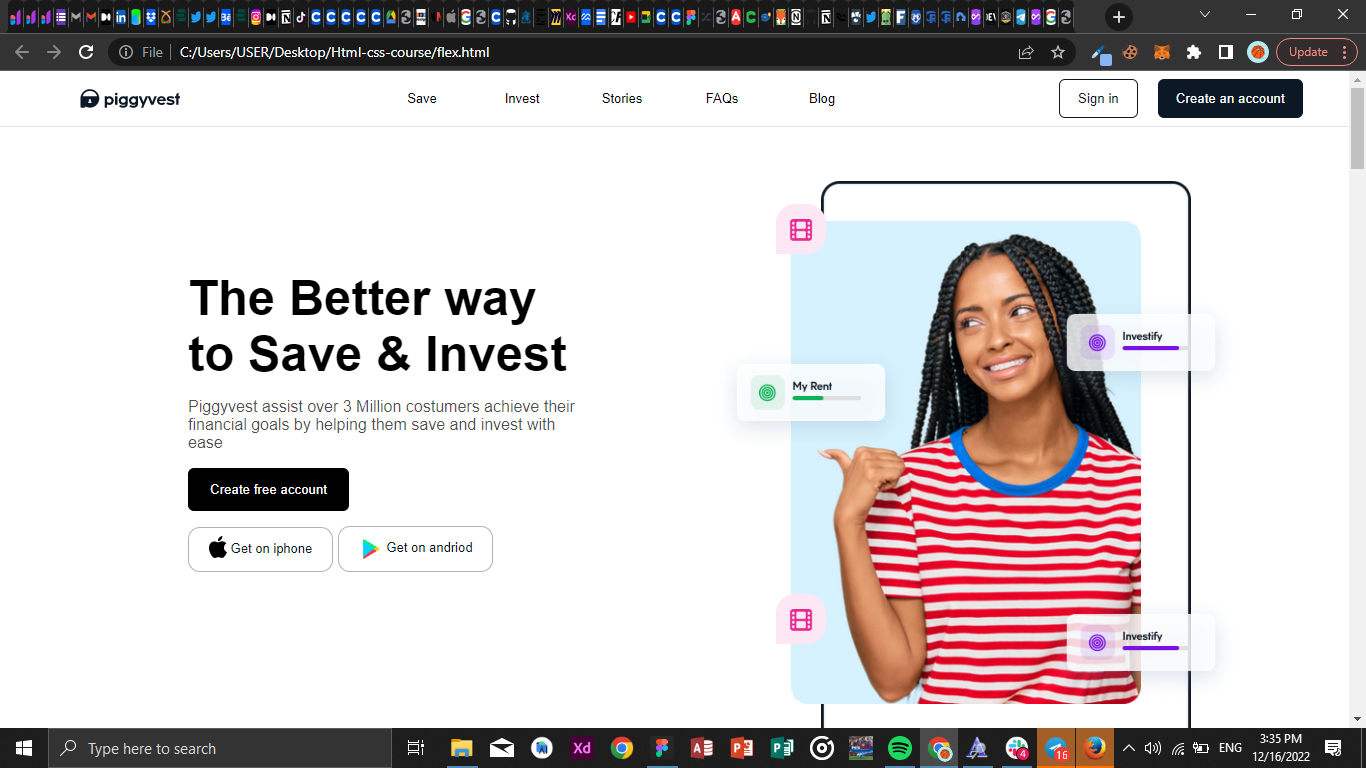 File
C:/Users/USER/Desktop/Html-css-course/flex.html
Update
piggyvest
Save
Invest
Stories
FAQs
Blog
Sign in
Create an account
The Better way
to Save & Invest
Piggyvest assist over 3 Million costumers achieve their
financial goals by helping them save and invest with
ease
Create free account
Get on iphone
Get on andriod
Investify
My Rent
Investify
Type here to search
Xd
ENG
3:35 PM
12/16/2022
4
16